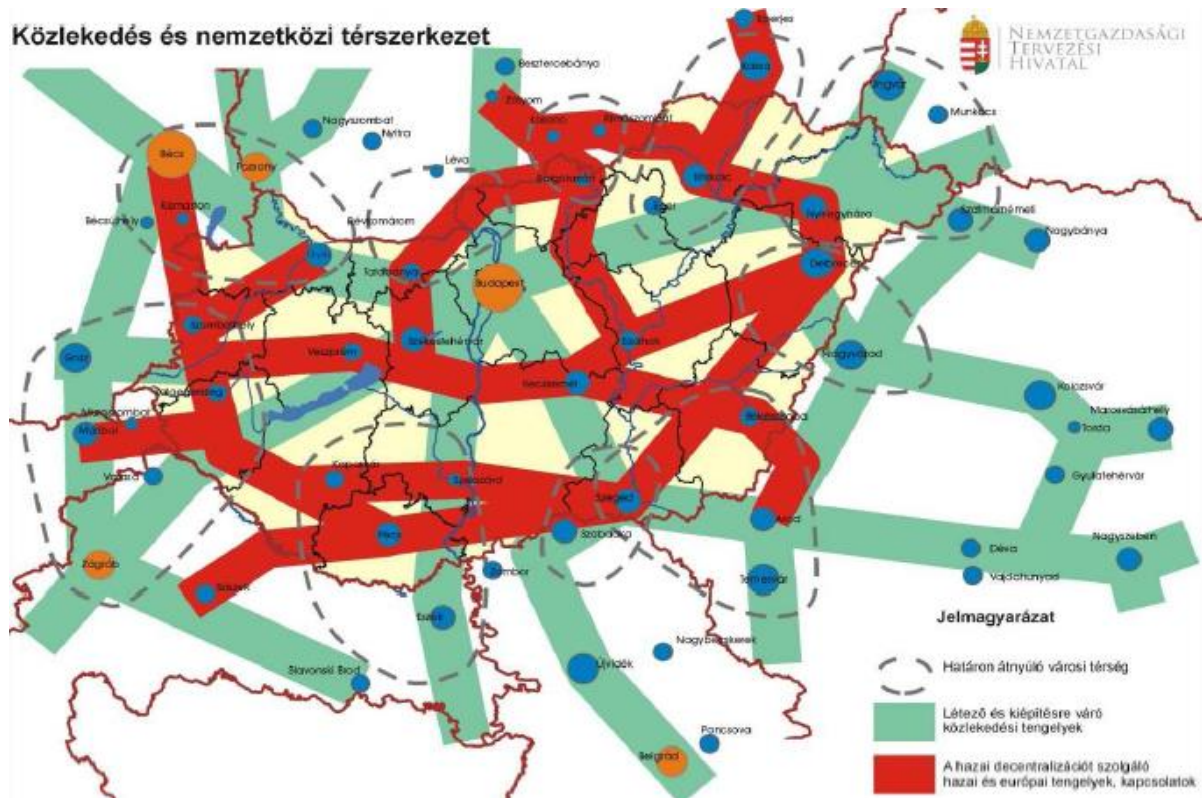 Közlekedés és nemzetközi térszerkezet
NEMZETGAZDASÁGI
TERVEZÉSI
HIVATAL
Eperjes
Kassa
Besztercebánya
Zólyom
Losonc
Rimaszombat
Ungvár
Munkács
Nagyszombat
Nyitra
Bécs
Pozsony
Léva
Salgótarján
Miskolc
Kismarton
Bécsújhely
Révkomárom
Eger
Nyíregyháza
Szatmárnémeti
Nagybánya
Győr
Tatabánya
Budapest
Debrecen
Szombathely
Graz
Veszprém
Székesfehérvár
Szolnok
Nagyvárad
Zalaegerszeg
Kecskemét
Kolozsvár
Marosvásárhely
Muraszombat
Maribor
Békéscsaba
Torda
Varasd
Kaposvár
Szekszárd
Szeged
Gyulafehérvár
Arad
Pécs
Szabadka
Zágráb
Déva
Nagyszeben
Zombor
Temesvár
Vajdahunyad
Sziszek
Eszék
Nagybecskerek
Slavonski Brod
Újvidék
Pancsova
Belgrád
Jelmagyarázat
Határon átnyúló városi térség
Létező és kiépítésre váró
közlekedési tengelyek
A hazai decentralizációt szolgáló
hazai és európai tengelyek, kapcsolatok